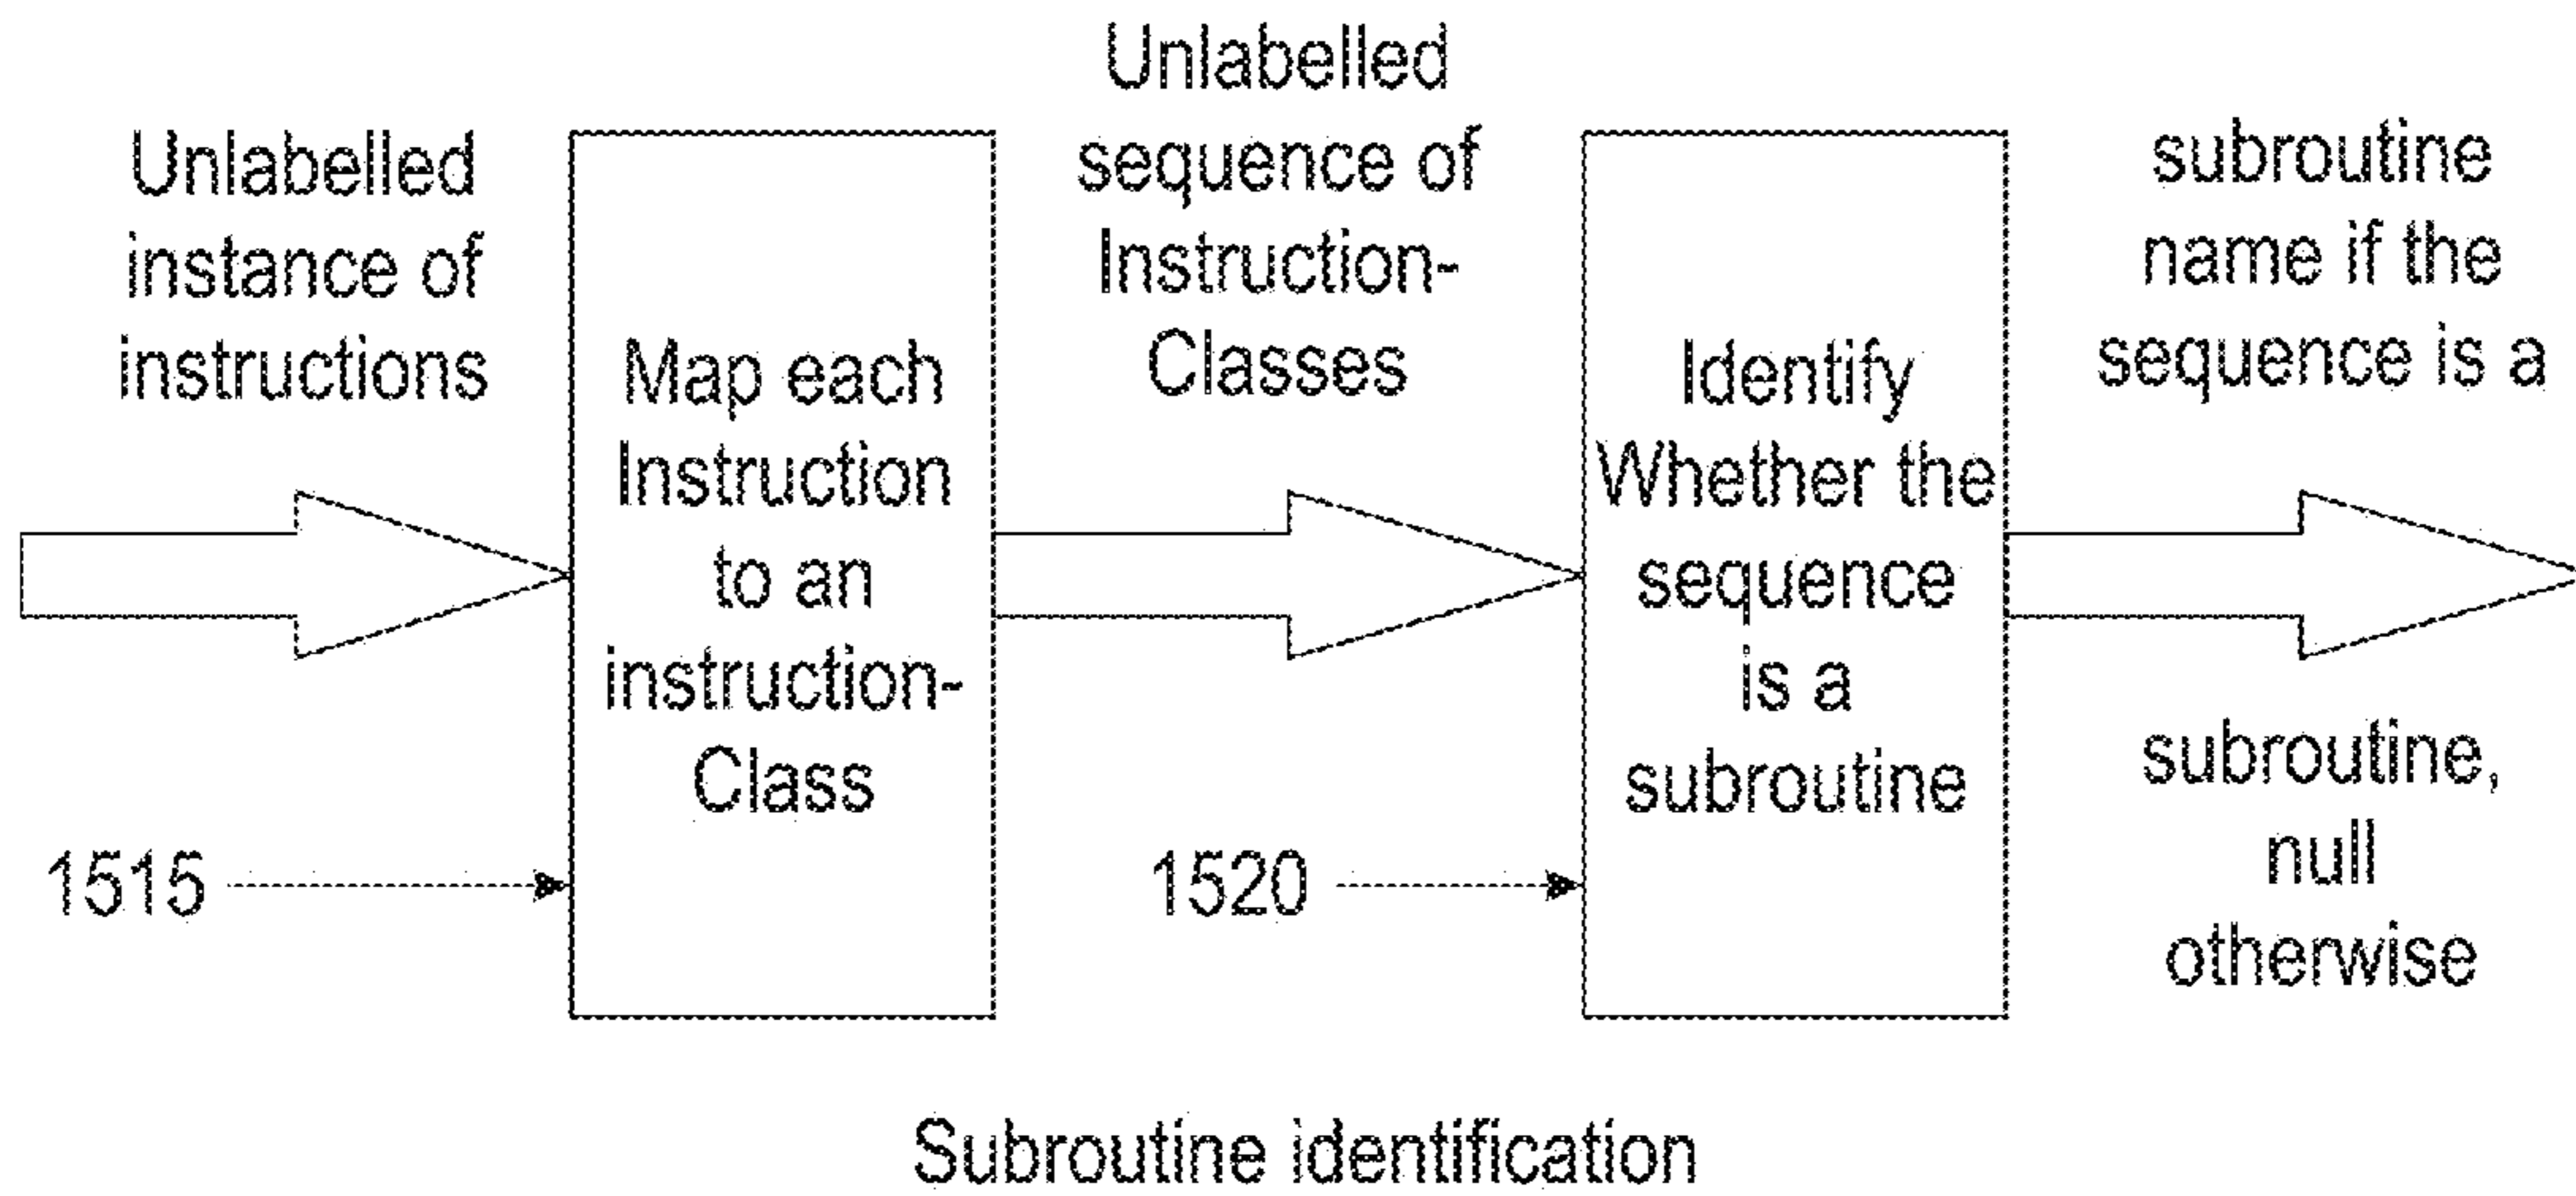 Unlabelled
instance of
instructions
Map each
Instruction
to an
instruction-
Class
1515
Unlabelled
sequence of
Instruction-
Classes
Identify
Whether the
sequence
is a
subroutine
1520
subroutine
name if the
sequence is a
subroutine,
null
otherwise
Subroutine identification